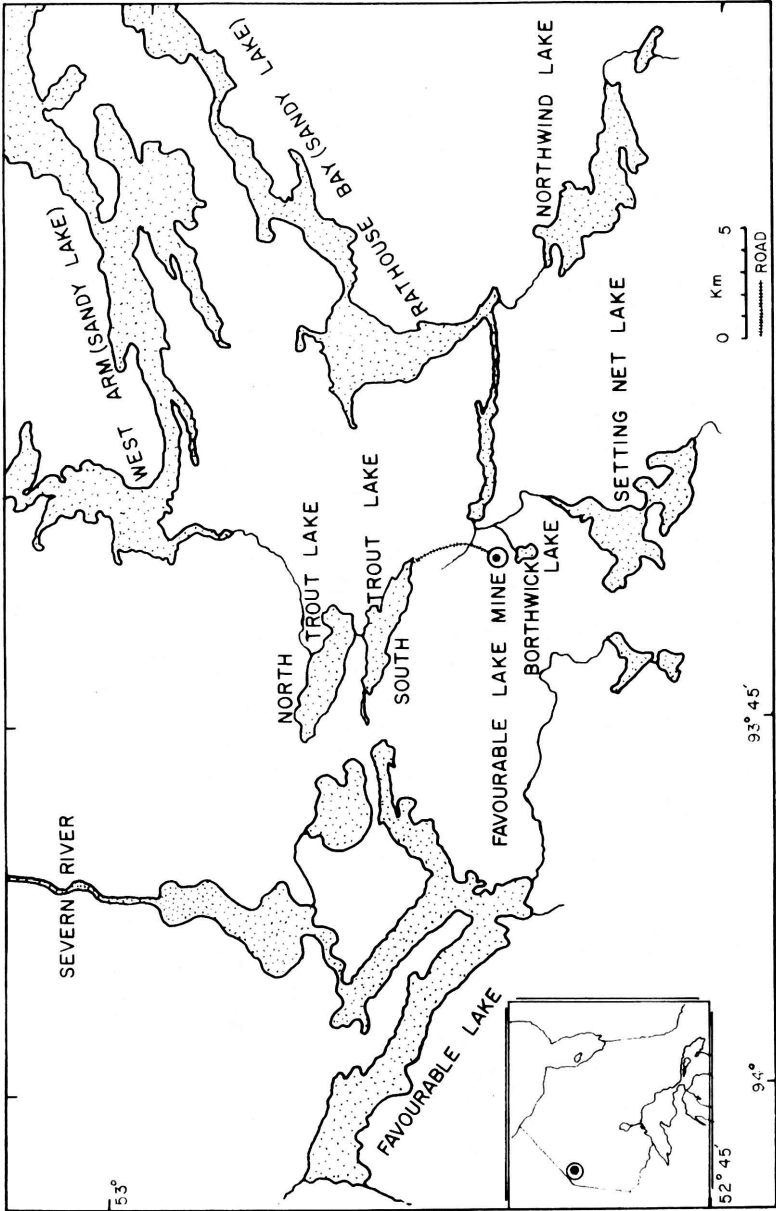 SEVERN RIVER
WEST ARM (SANDY LAKE)
RATHOUSE BAY (SANDY LAKE)
NORTH
TROUT LAKE
SOUTH
TROUT LAKE
FAVOURABLE LAKE
FAVOURABLE LAKE MINE
BORTHWICK
LAKE
SETTING NET LAKE
NORTHWIND LAKE
Km
0 5
ROAD
53°
52° 45'
94°
93° 45'